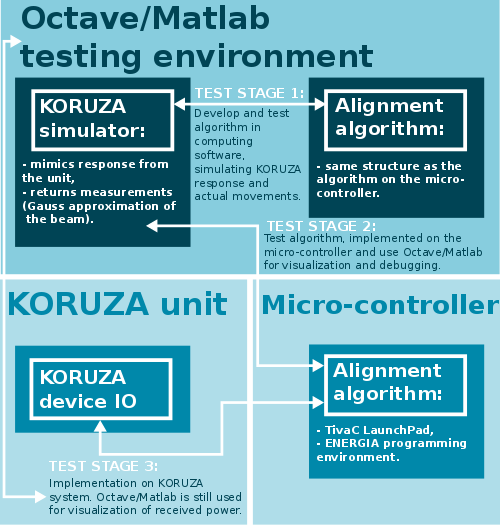 Octave/Matlab
testing environment
KORUZA
simulator:
- mimics response from
the unit,
- returns measurements
(Gauss approximation of
the beam).
TEST STAGE 1:
Develop and test
algorithm in
computing
software,
simulating KORUZA
response and
actual movements.
Alignment
algorithm:
- same structure as the
algorithm on the micro-
controller.
TEST STAGE 2:
Test algorithm, implemented on the
micro-controller and use Octave/Matlab
for visualization and debugging.
KORUZA unit
KORUZA
device IO
TEST STAGE 3:
Implementation on KORUZA
system. Octave/Matlab is still used
for visualization of received power.
Micro-controller
Alignment
algorithm:
- TivaC LaunchPad,
- ENERGIA programming
environment.